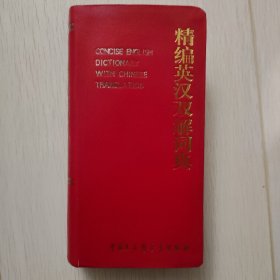 CONCISE ENGLISH
DICTIONARY
WITH CHINESE
TRANSLATION
精编英汉双解词典